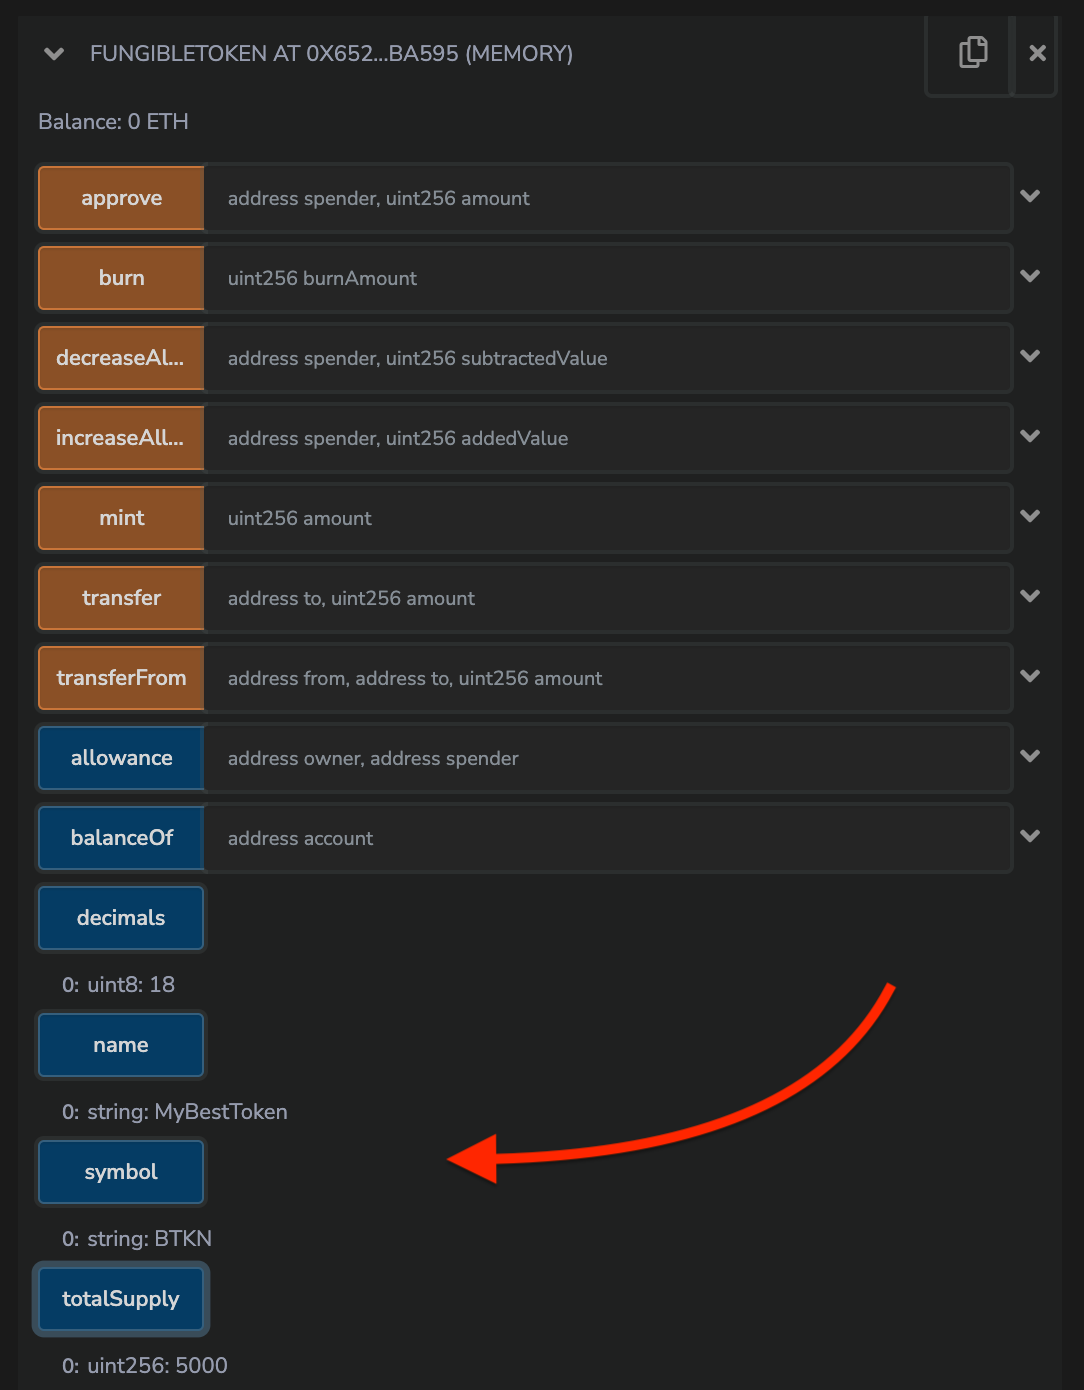 FUNGIBLETOKEN AT 0X652...BA595 (MEMORY)
Balance: 0 ETH
approve address spender, uint256 amount
burn uint256 burnAmount
decreaseAl... address spender, uint256 subtractedValue
increaseAll... address spender, uint256 addedValue
mint uint256 amount
transfer address to, uint256 amount
transferFrom address from, address to, uint256 amount
allowance address owner, address spender
balanceOf address account
decimals
0: uint8: 18
name
0: string: MyBestToken
symbol
0: string: BTKN
totalSupply
0: uint256: 5000